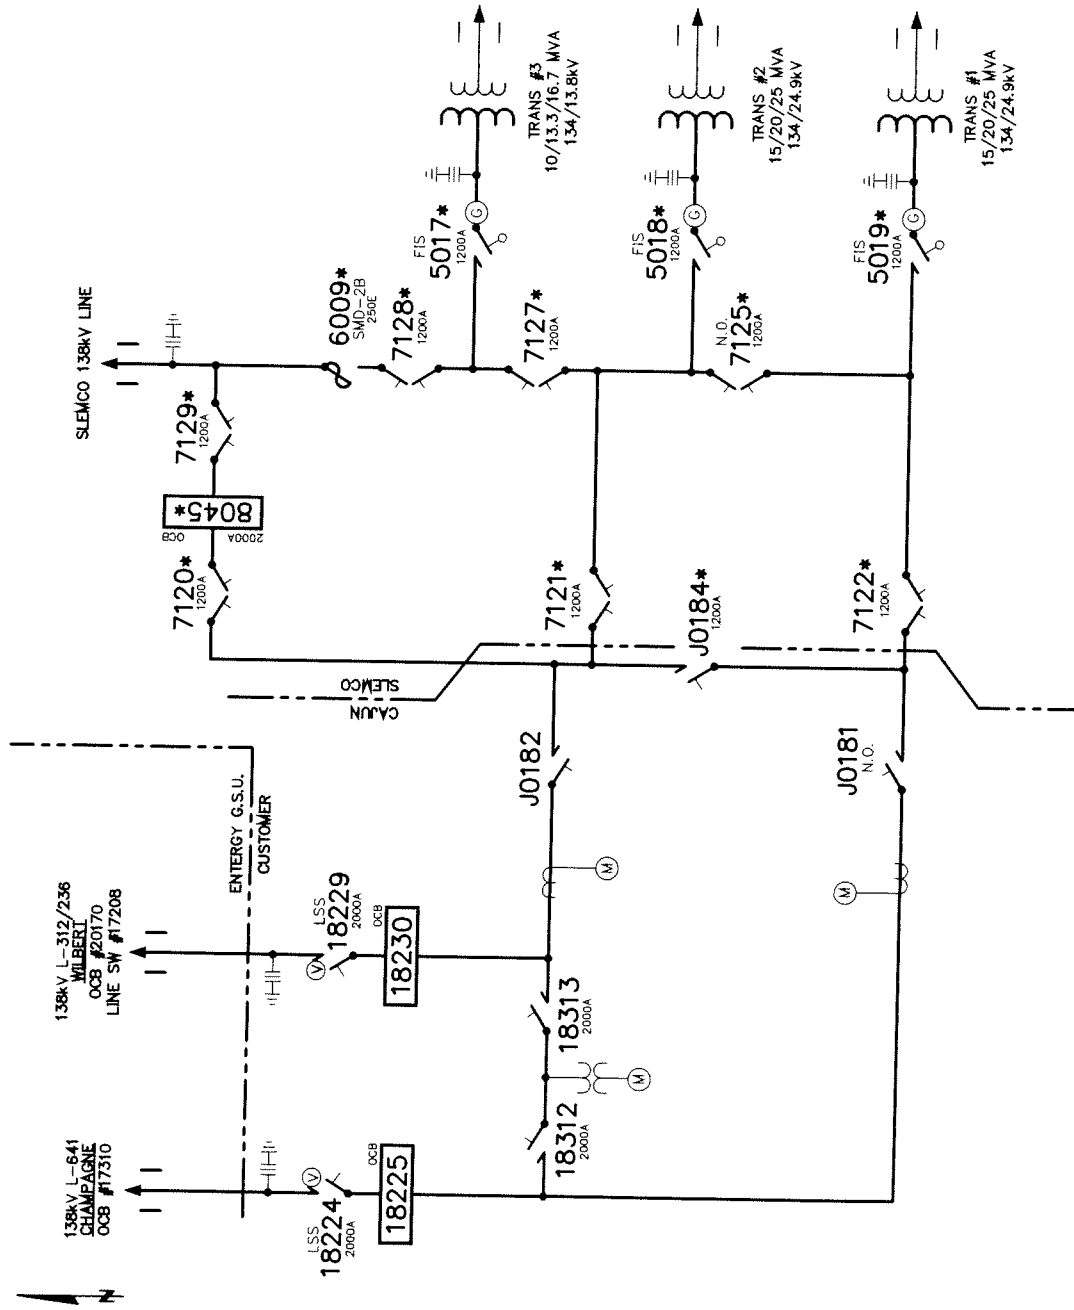 138kV L-641
CHAMPAGNE
OCB #17310
138kV L-312/236
WILBERT
OCB #20170
LINE SW #17208
ENTERGY G.S.U.
CUSTOMER
CAJUN
SLEMCO
SLEMCO 138kV LINE
V
LSS
18224
2000A
18225
OCB
V
LSS
18229
2000A
18230
OCB
18312
2000A
18313
2000A
M
M
M
J0182
J0181
N.O.
7120*
1200A
8045*
2000A
OCB
7129*
1200A
6009*
SMD-2B
250E
7128*
1200A
7127*
1200A
N.O.
7125*
1200A
7121*
1200A
J0184*
1200A
7122*
1200A
FIS
5017*
1200A
G
FIS
5018*
1200A
G
FIS
5019*
1200A
G
TRANS #3
10/13.3/16.7 MVA
134/13.8kV
TRANS #2
15/20/25 MVA
134/24.9kV
TRANS #1
15/20/25 MVA
134/24.9kV
N